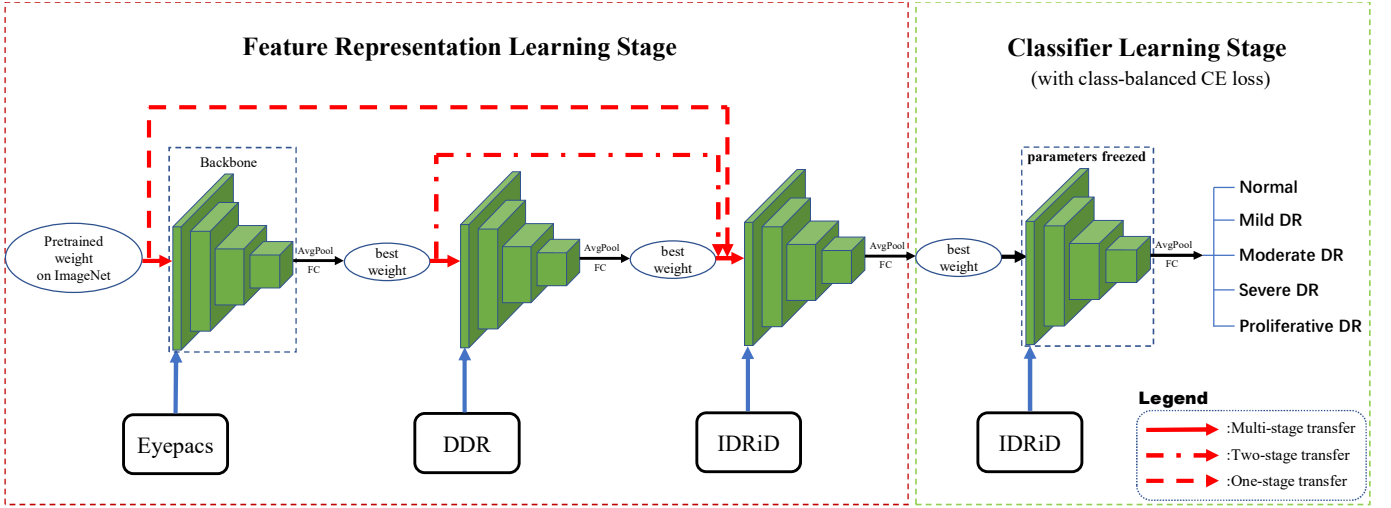 Feature Representation Learning Stage
Classifier Learning Stage
(with class-balanced CE loss)
Backbone
parameters freezed
Pretrained
weight
on ImageNet
AvgPool
FC
best
weight
AvgPool
FC
best
weight
AvgPool
FC
best
weight
AvgPool
FC
Normal
Mild DR
Moderate DR
Severe DR
Proliferative DR
Eyepacs
DDR
IDRiD
IDRiD
Legend
:Multi-stage transfer
:Two-stage transfer
:One-stage transfer